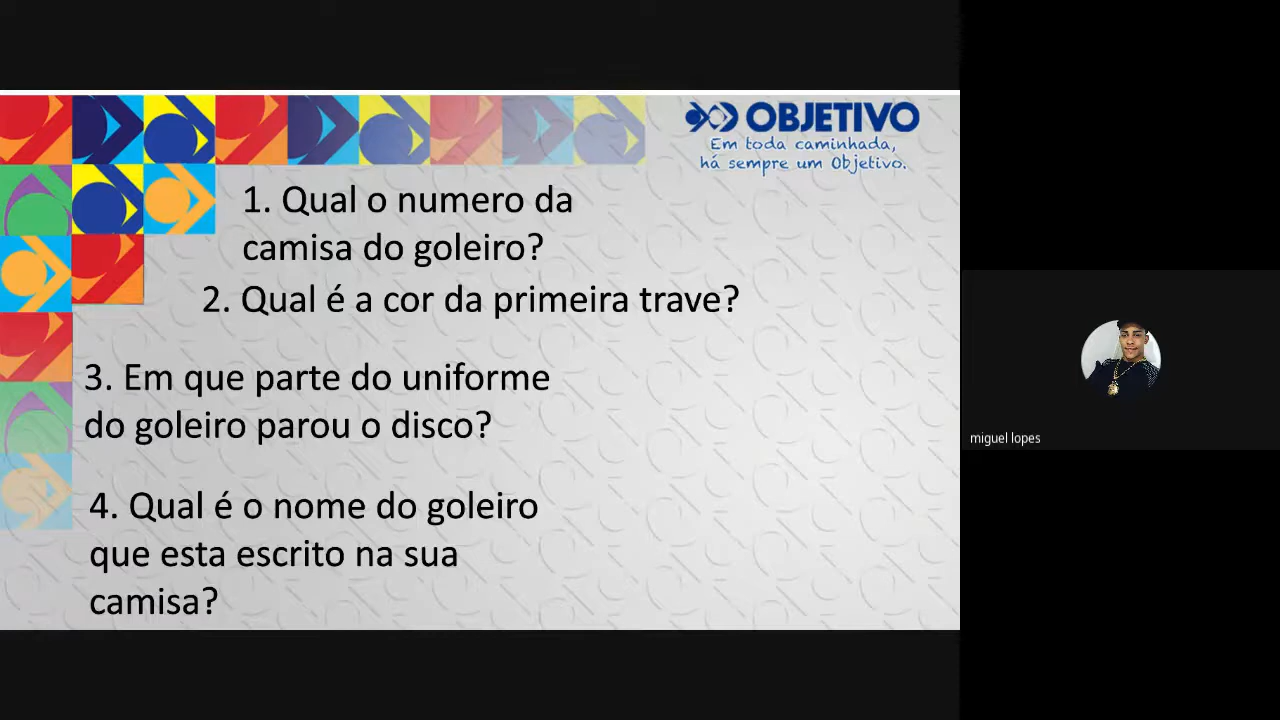 OBJETIVO
Em toda caminhada,
há sempre um Objetivo.
1. Qual o numero da
camisa do goleiro?
2. Qual é a cor da primeira trave?
3. Em que parte do uniforme
do goleiro parou o disco?
4. Qual é o nome do goleiro
que esta escrito na sua
camisa?
miguel lopes